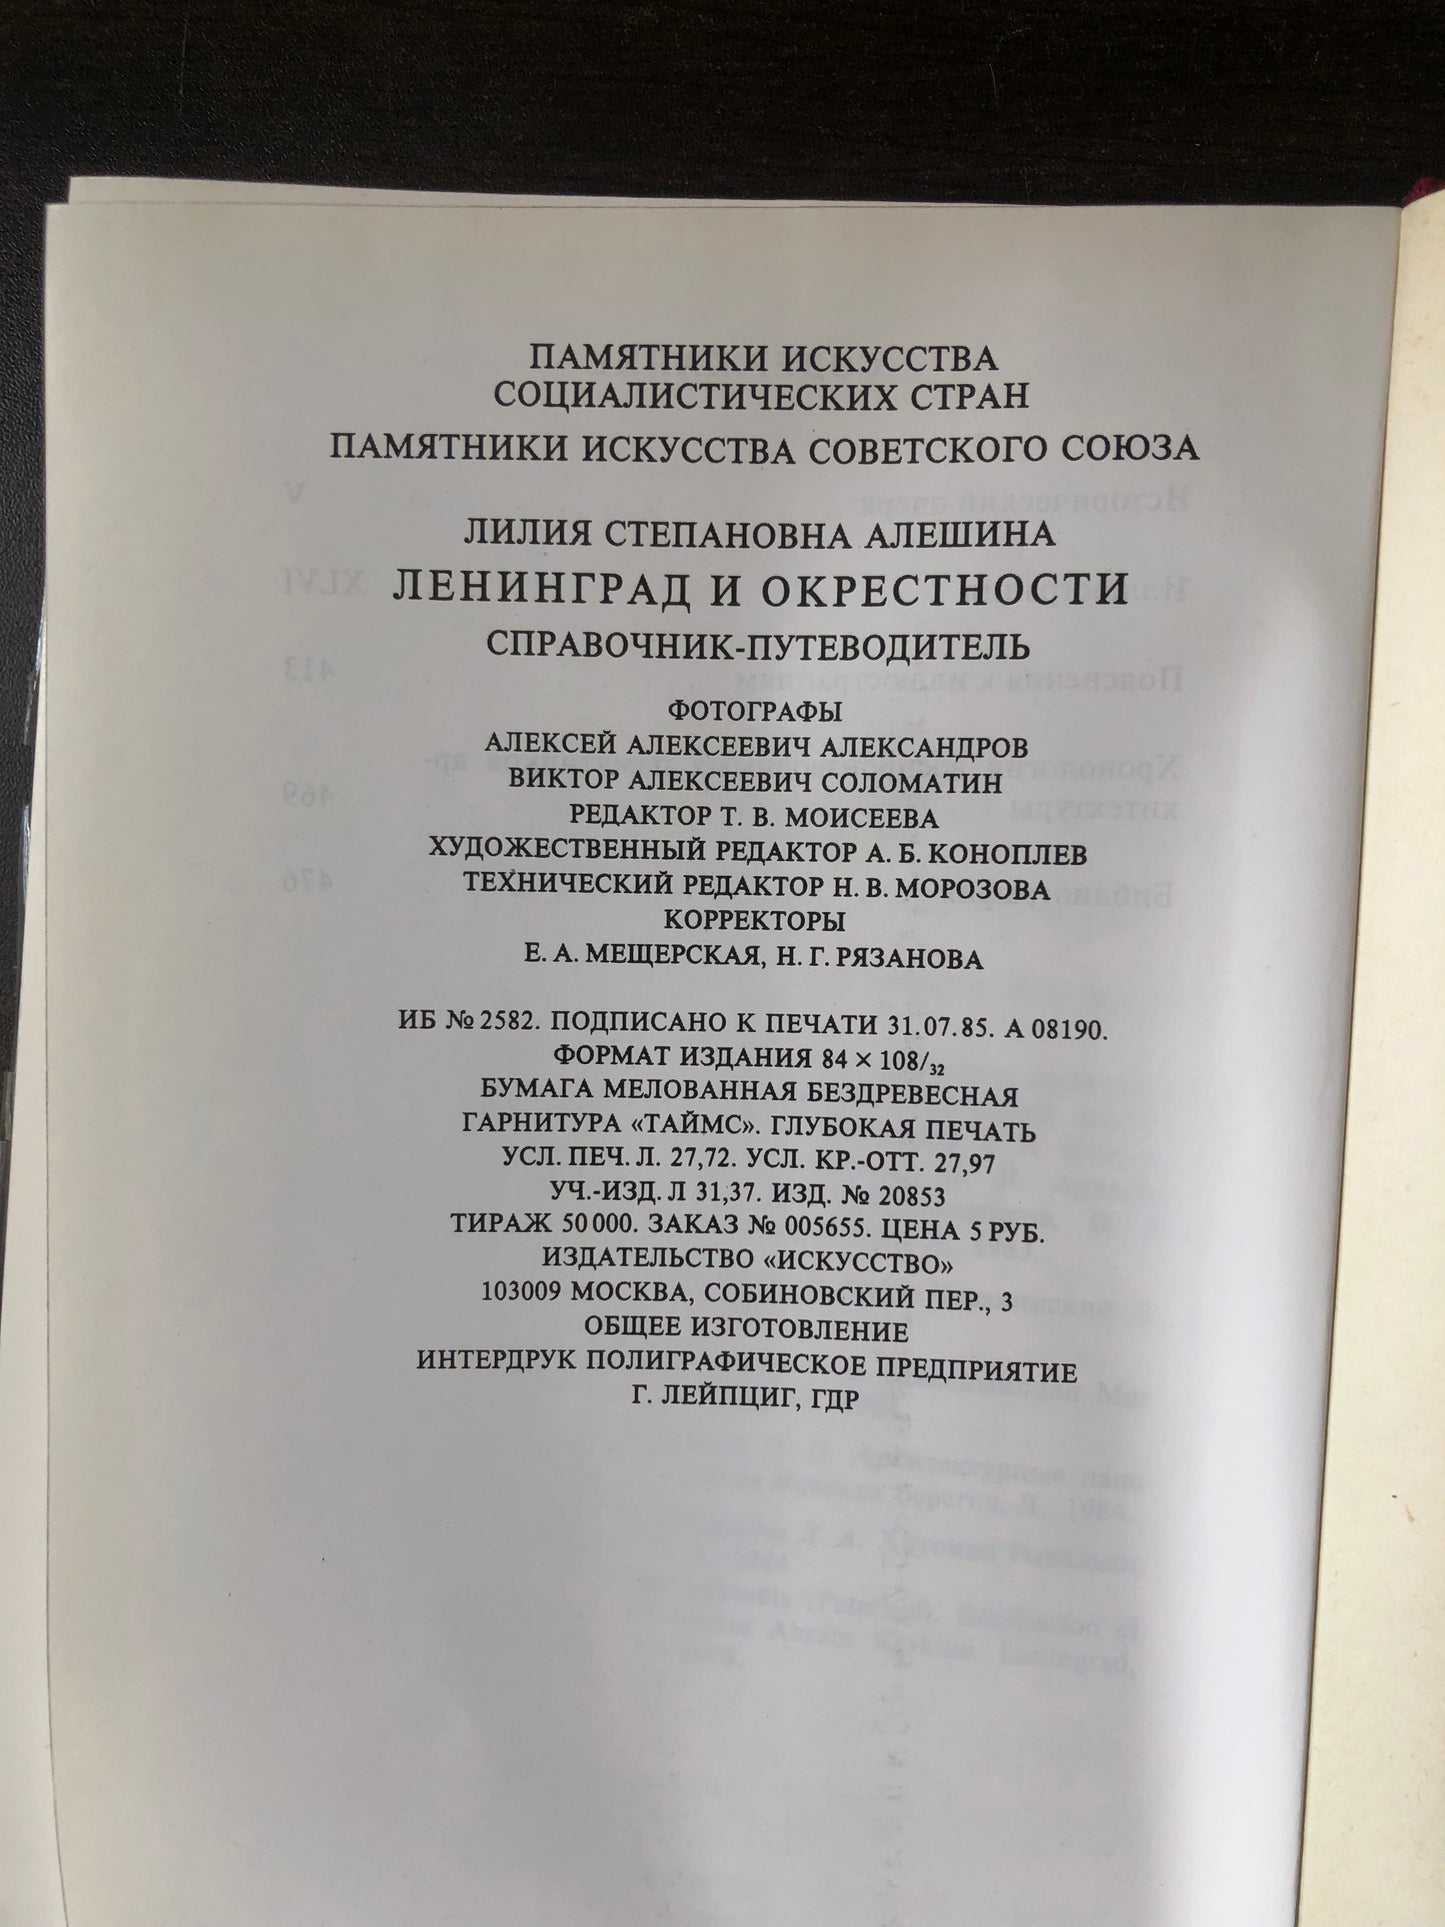 ПАМЯТНИКИ ИСКУССТВА
СОЦИАЛИСТИЧЕСКИХ СТРАН
ПАМЯТНИКИ ИСКУССТВА СОВЕТСКОГО СОЮЗА
ЛИЛИЯ СТЕПАНОВНА АЛЕШИНА
ЛЕНИНГРАД И ОКРЕСТНОСТИ
СПРАВОЧНИК-ПУТЕВОДИТЕЛЬ
ФОТОГРАФЫ
АЛЕКСЕЙ АЛЕКСЕЕВИЧ АЛЕКСАНДРОВ
ВИКТОР АЛЕКСЕЕВИЧ СОЛОМАТИН
РЕДАКТОР Т. В. МОИСЕЕВА
ХУДОЖЕСТВЕННЫЙ РЕДАКТОР А. Б. КОНОПЛЕВ
ТЕХНИЧЕСКИЙ РЕДАКТОР Н. В. МОРОЗОВА
КОРРЕКТОРЫ
Е. А. МЕЩЕРСКАЯ, Н. Г. РЯЗАНОВА
ИБ № 2582. ПОДПИСАНО К ПЕЧАТИ 31.07.85. А 08190.
ФОРМАТ ИЗДАНИЯ 84 × 108/32
БУМАГА МЕЛОВАННАЯ БЕЗДРЕВЕСНАЯ
ГАРНИТУРА «ТАЙМС». ГЛУБОКАЯ ПЕЧАТЬ
УСЛ. ПЕЧ. Л. 27,72. УСЛ. КР.-ОТТ. 27,97
УЧ.-ИЗД. Л 31,37. ИЗД. № 20853
ТИРАЖ 50 000. ЗАКАЗ № 005655. ЦЕНА 5 РУБ.
ИЗДАТЕЛЬСТВО «ИСКУССТВО»
103009 МОСКВА, СОБИНОВСКИЙ ПЕР., 3
ОБЩЕЕ ИЗГОТОВЛЕНИЕ
ИНТЕРДРУК ПОЛИГРАФИЧЕСКОЕ ПРЕДПРИЯТИЕ
Г. ЛЕЙПЦИГ, ГДР